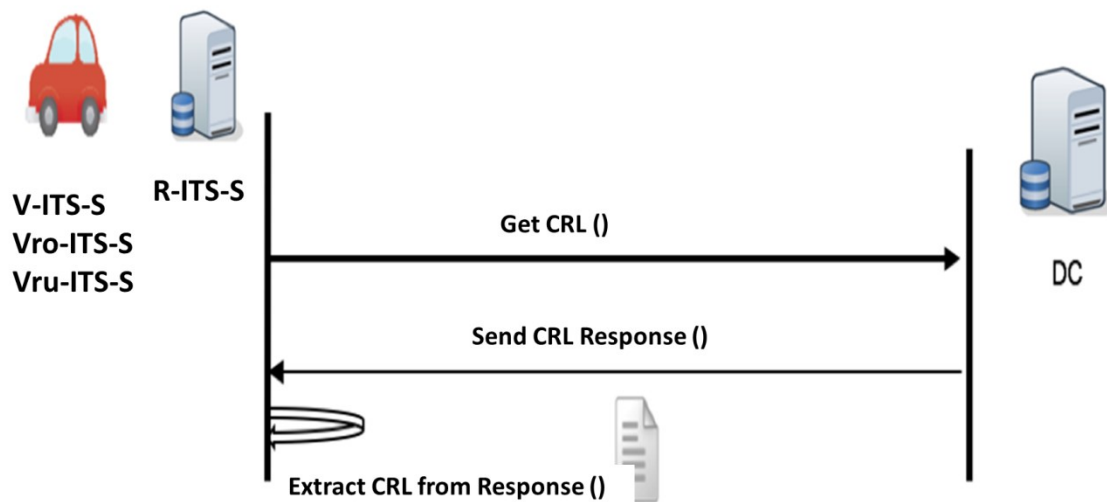 V-ITS-S
Vro-ITS-S
Vru-ITS-S
R-ITS-S
Get CRL ()
DC
Send CRL Response ()
Extract CRL from Response ()